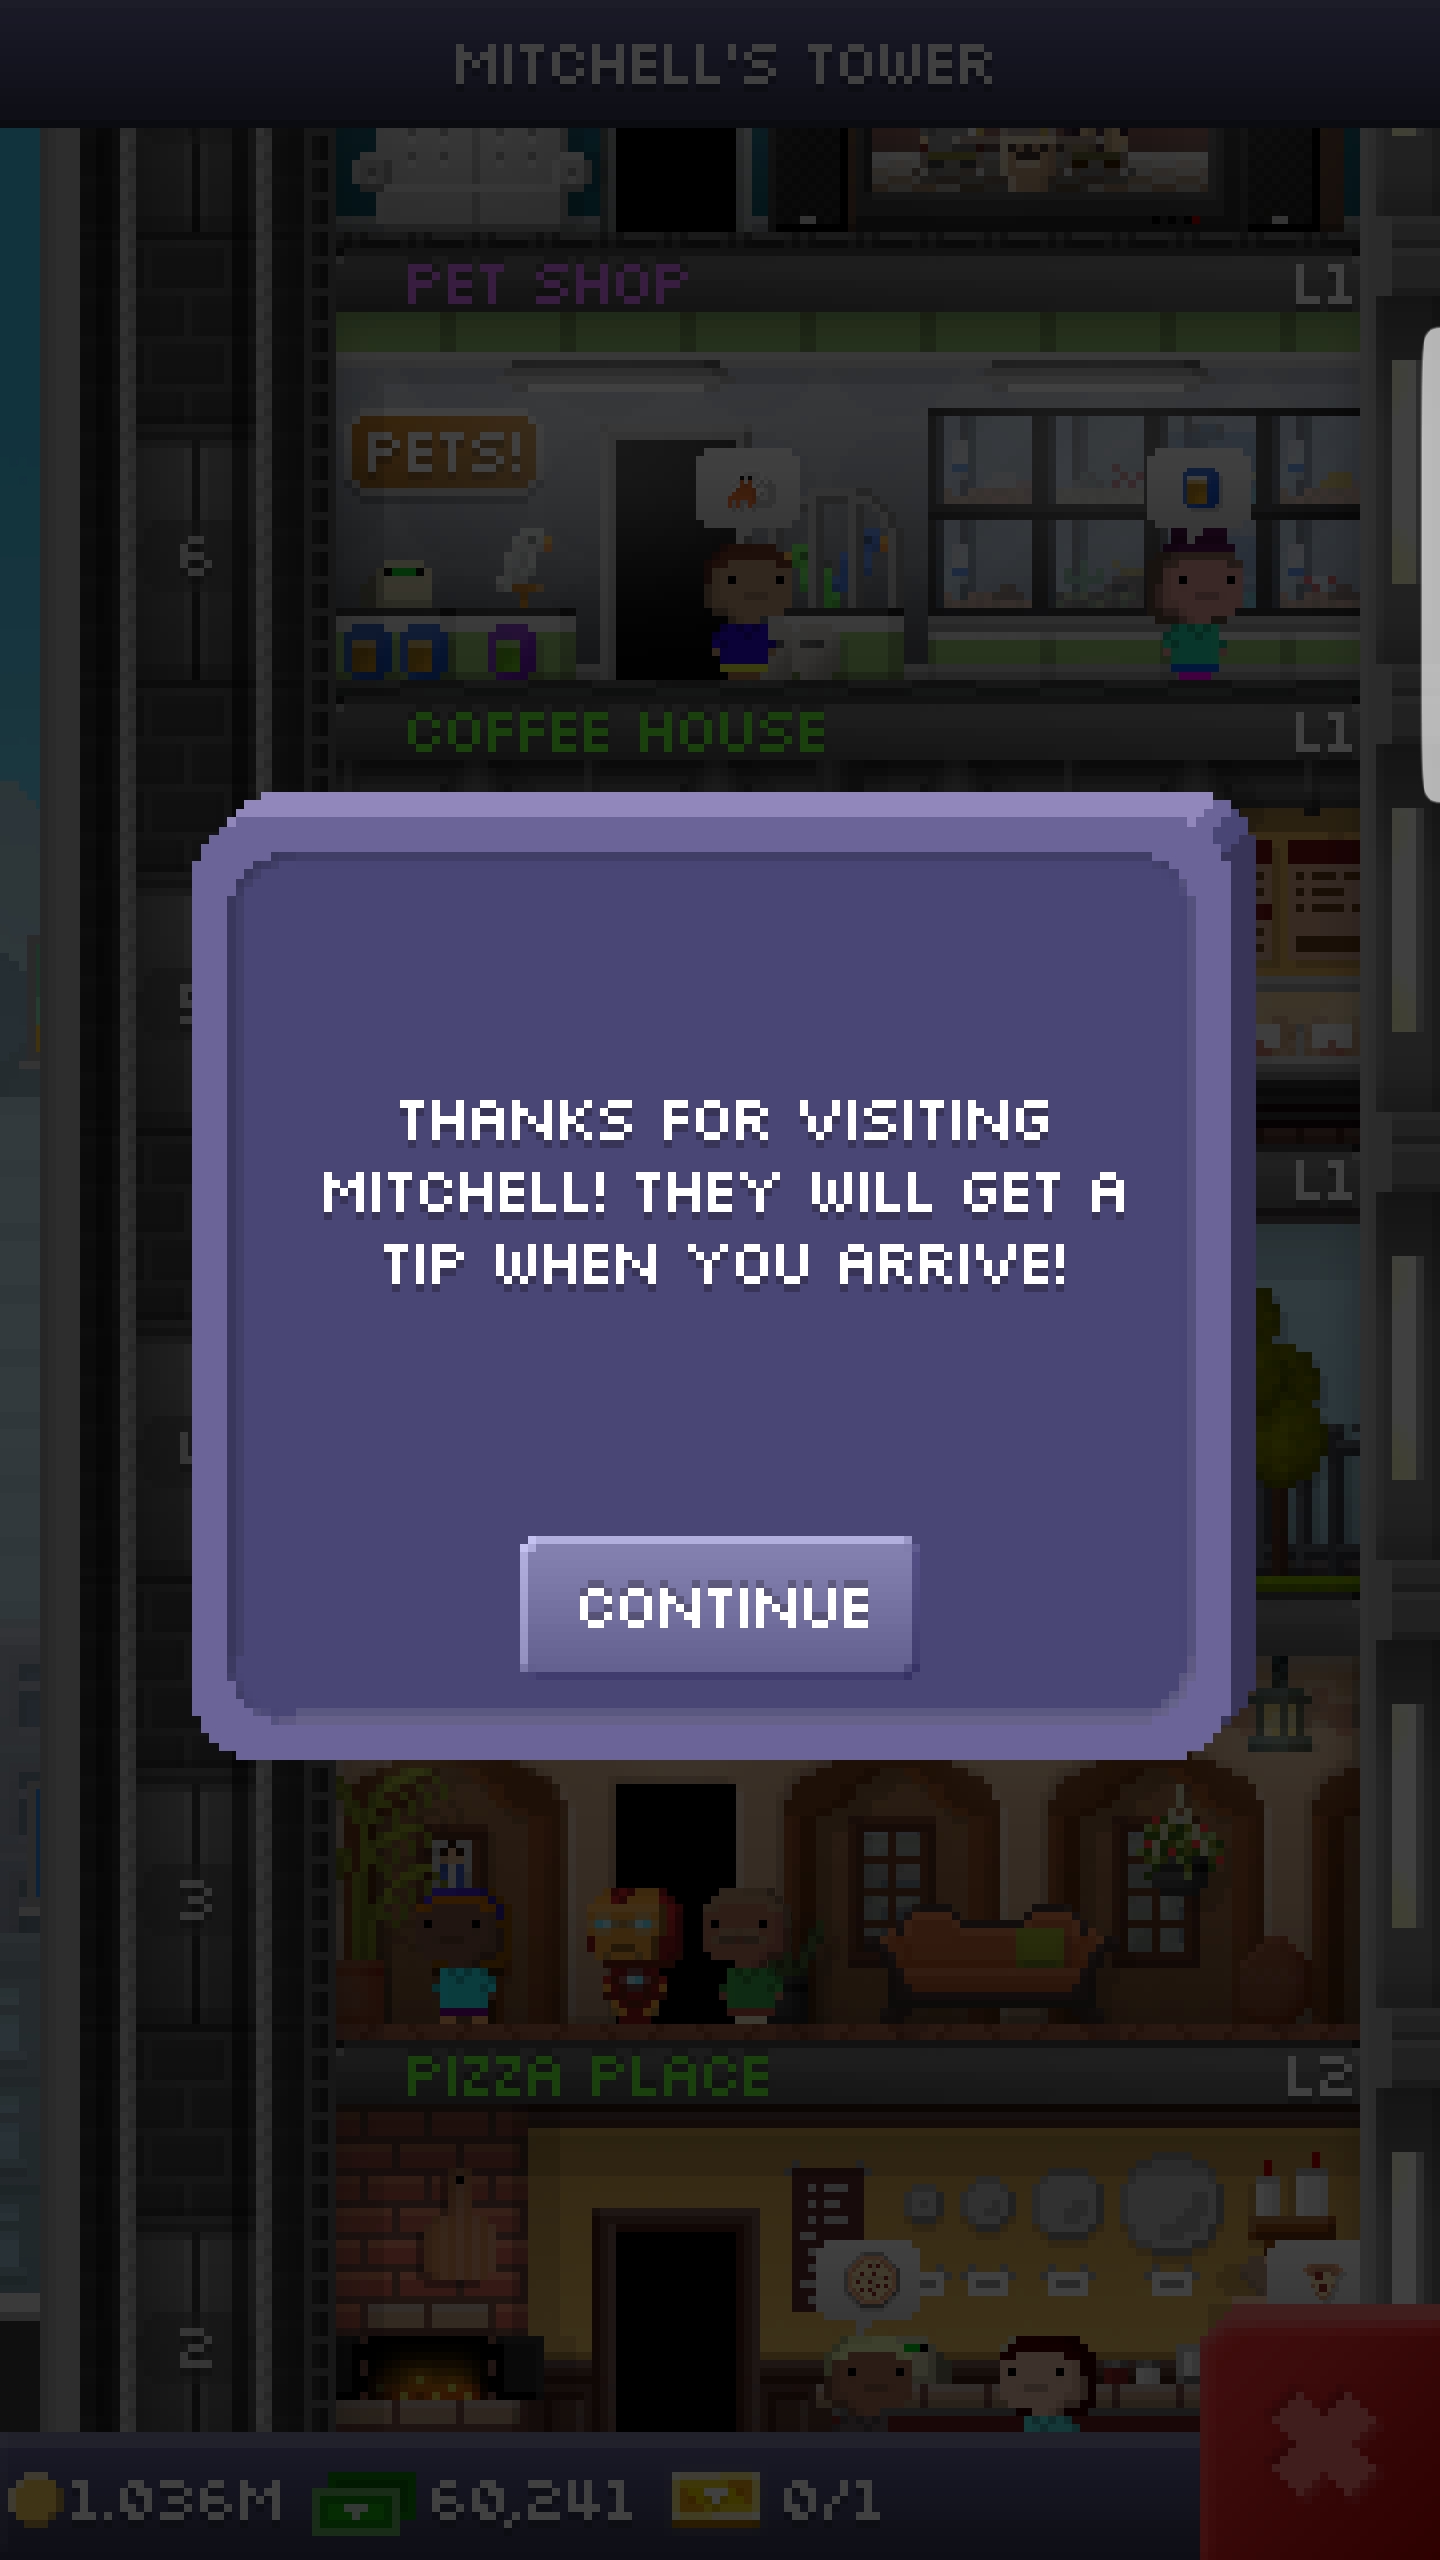 MITCHELL'S TOWER
PET SHOP L1
PETS!
6
COFFEE HOUSE L1
L1
THANKS FOR VISITING
MITCHELL! THEY WILL GET A
TIP WHEN YOU ARRIVE!
CONTINUE
3
PIZZA PLACE L2
2
1.036M 60,241 0/1